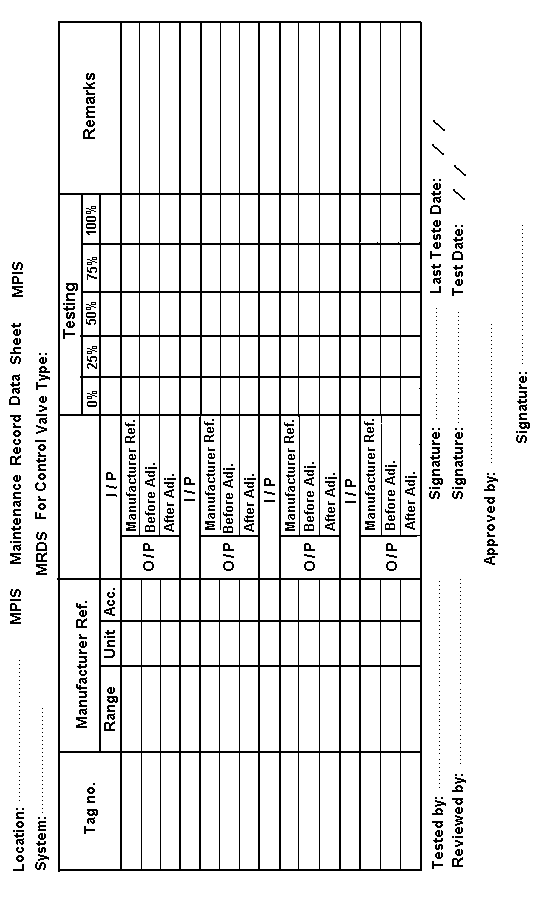 Location: MPIS Maintenance Record Data Sheet MPIS
System: MRDS For Control Valve Type:
Tag no. Manufacturer Ref. Testing Remarks
Range Unit Acc. I / P 0% 25% 50% 75% 100%
O / P Manufacturer Ref.
Before Adj.
After Adj.
I / P
O / P Manufacturer Ref.
Before Adj.
After Adj.
I / P
O / P Manufacturer Ref.
Before Adj.
After Adj.
I / P
O / P Manufacturer Ref.
Before Adj.
After Adj.
Tested by: Signature: Last Teste Date: / /
Reviewed by: Signature: Test Date: / /
Approved by:
Signature: